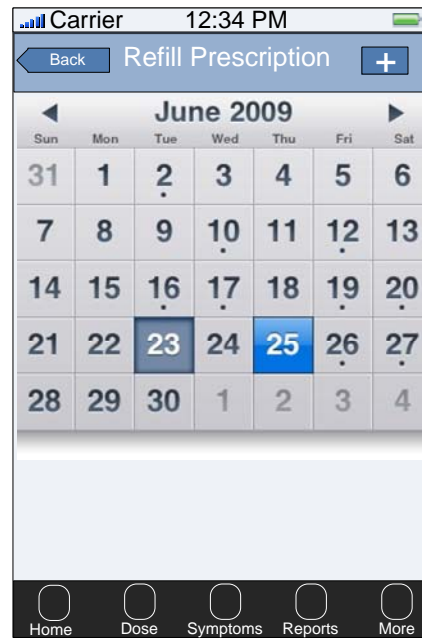 Carrier 12:34 PM
Back Refill Prescription +
June 2009
Sun Mon Tue Wed Thu Fri Sat
31 1 2 3 4 5 6
7 8 9 10 11 12 13
14 15 16 17 18 19 20
21 22 23 24 25 26 27
28 29 30 1 2 3 4
Home Dose Symptoms Reports More